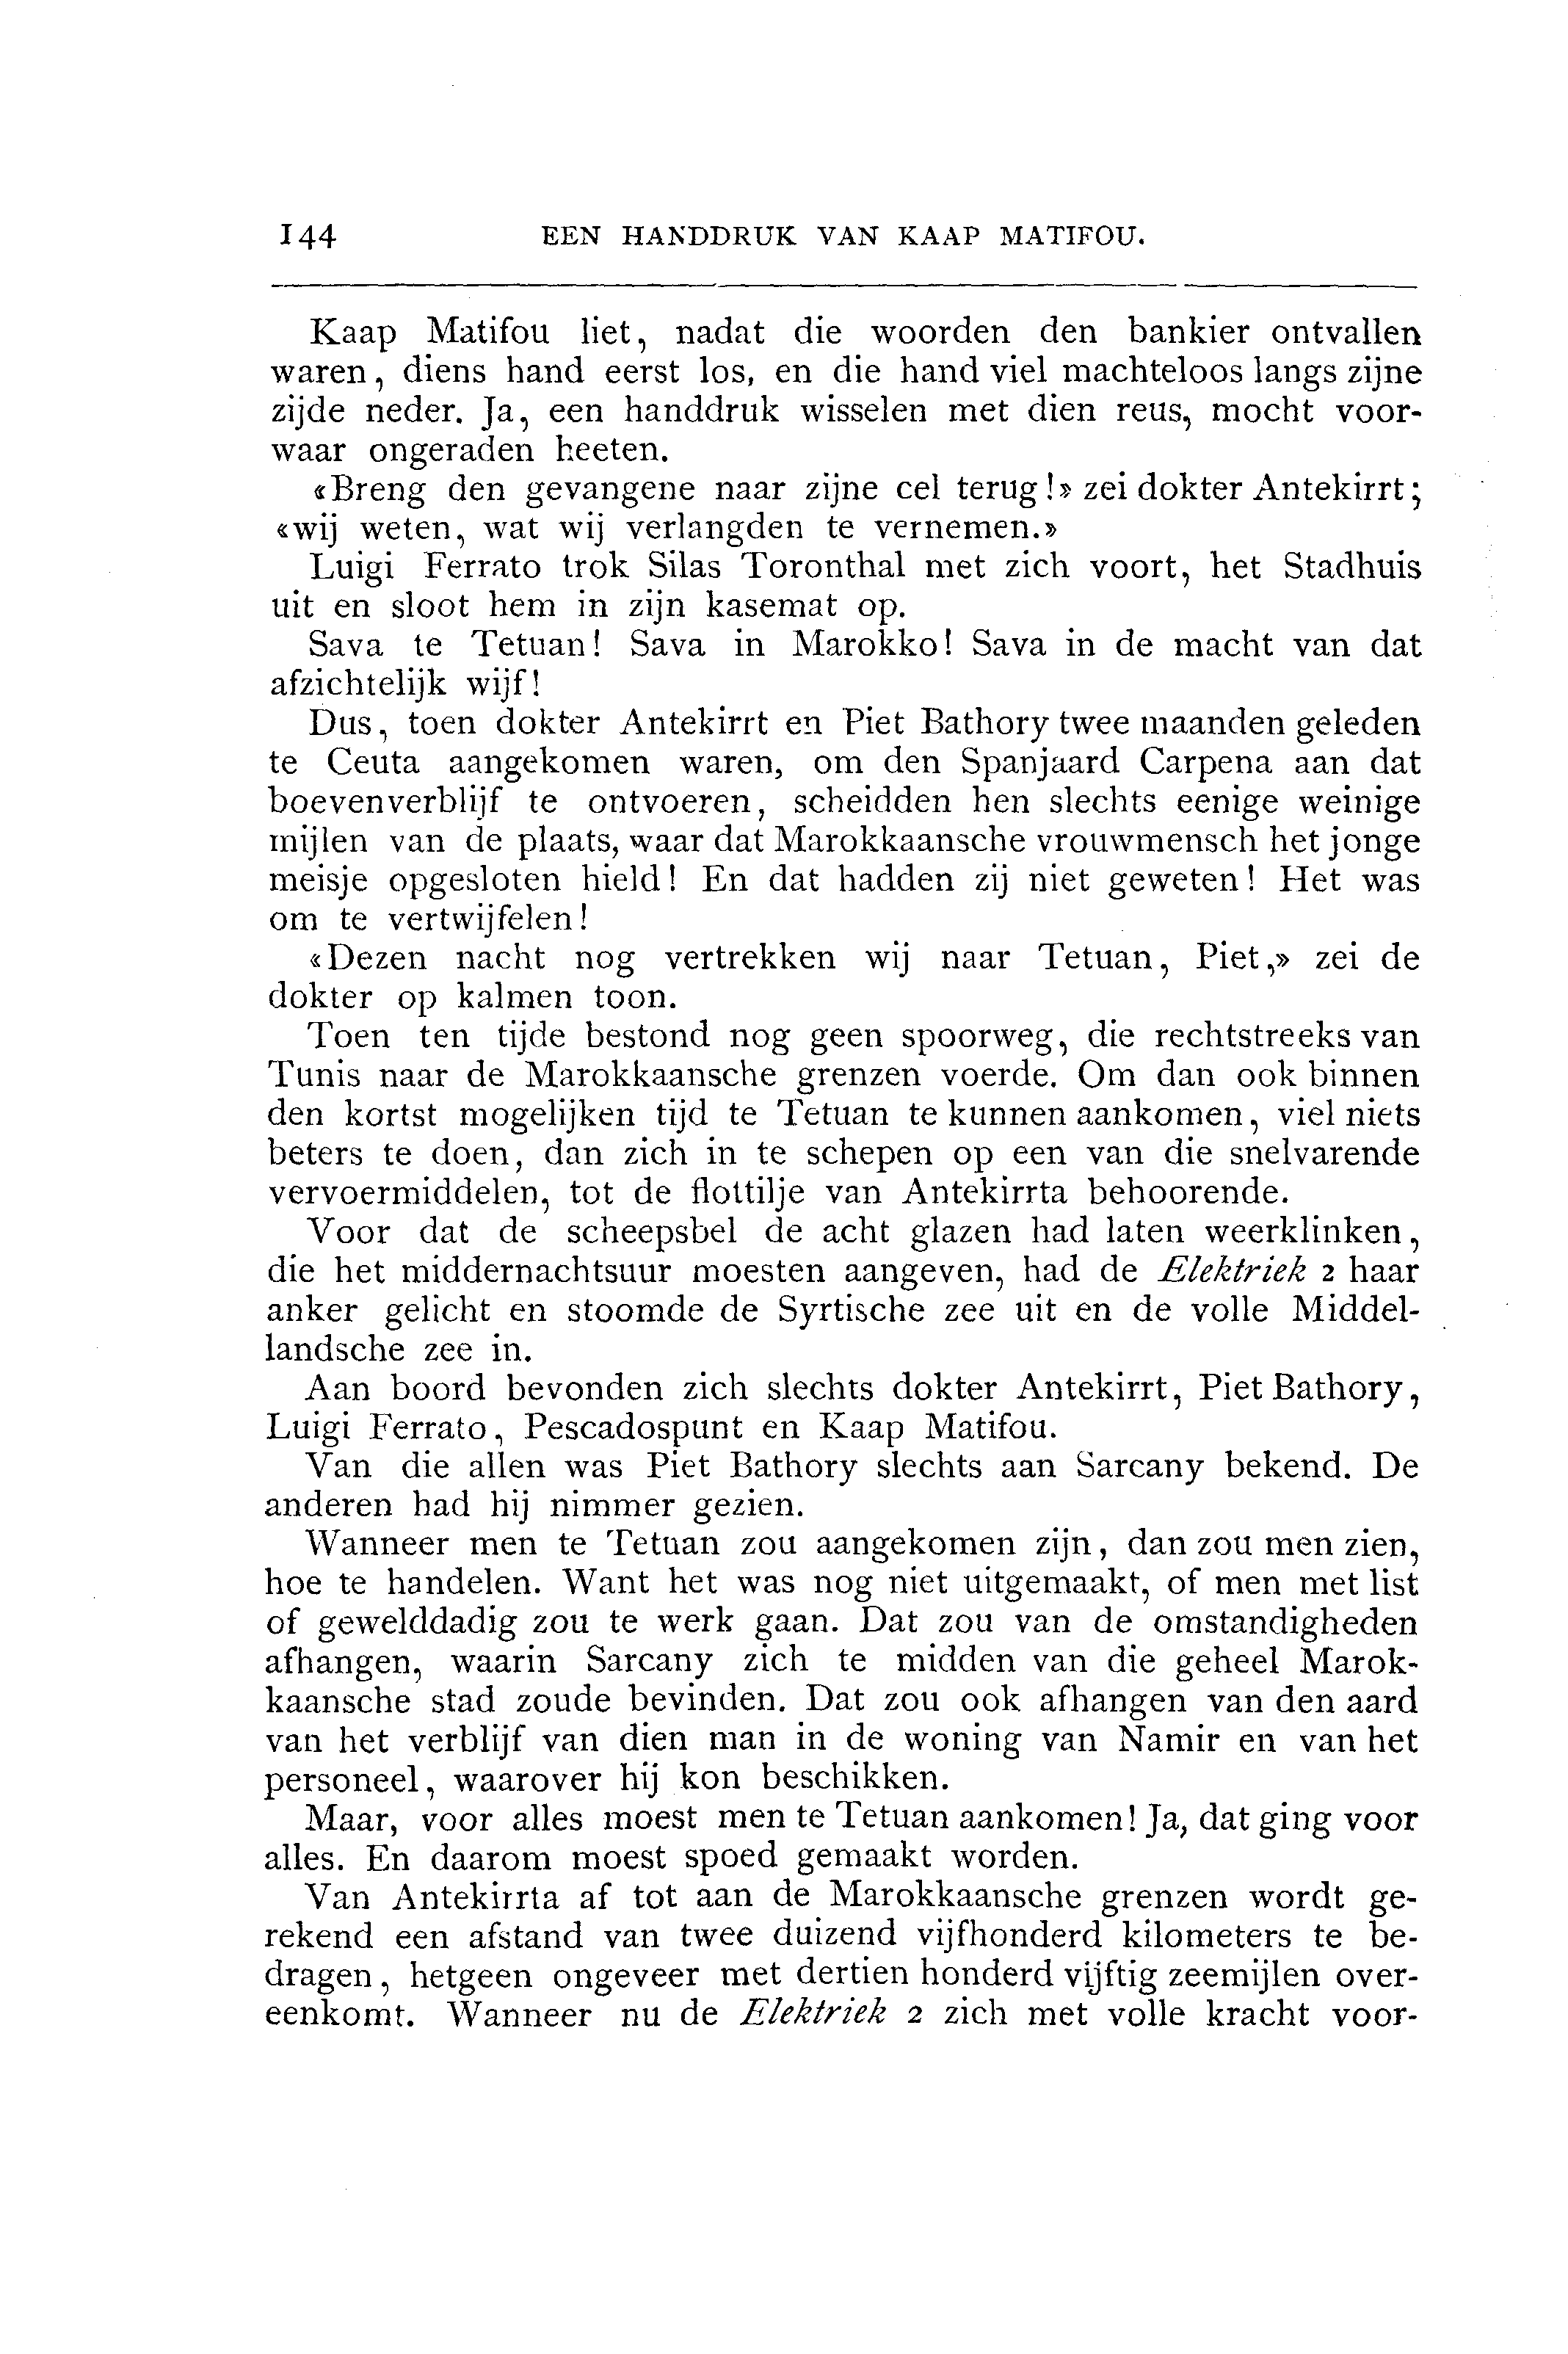 144 EEN HANDDRUK VAN KAAP MATIFOU.
Kaap Matifou liet, nadat die woorden den bankier ontvallen
waren, diens hand eerst los, en die hand viel machteloos langs zijne
zijde neder. Ja, een handdruk wisselen met dien reus, mocht voor-
waar ongeraden heeten.
«Breng den gevangene naar zijne cel terug!» zei dokter Antekirrt;
«wij weten, wat wij verlangden te vernemen.»
Luigi Ferrato trok Silas Toronthal met zich voort, het Stadhuis
uit en sloot hem in zijn kasemat op.
Sava te Tetuan! Sava in Marokko! Sava in de macht van dat
afzichtelijk wijf!
Dus, toen dokter Antekirrt en Piet Bathory twee maanden geleden
te Ceuta aangekomen waren, om den Spanjaard Carpena aan dat
boevenverblijf te ontvoeren, scheidden hen slechts eenige weinige
mijlen van de plaats, waar dat Marokkaansche vrouwmensch het jonge
meisje opgesloten hield! En dat hadden zij niet geweten! Het was
om te vertwijfelen!
«Dezen nacht nog vertrekken wij naar Tetuan, Piet,» zei de
dokter op kalmen toon.
Toen ten tijde bestond nog geen spoorweg, die rechtstreeks van
Tunis naar de Marokkaansche grenzen voerde. Om dan ook binnen
den kortst mogelijken tijd te Tetuan te kunnen aankomen, viel niets
beters te doen, dan zich in te schepen op een van die snelvarende
vervoermiddelen, tot de flottilje van Antekirrta behoorende.
Voor dat de scheepsbel de acht glazen had laten weerklinken,
die het middernachtsuur moesten aangeven, had de Elektriek 2 haar
anker gelicht en stoomde de Syrtische zee uit en de volle Middel-
landsche zee in.
Aan boord bevonden zich slechts dokter Antekirrt, Piet Bathory,
Luigi Ferrato, Pescadospunt en Kaap Matifou.
Van die allen was Piet Bathory slechts aan Sarcany bekend. De
anderen had hij nimmer gezien.
Wanneer men te Tetuan zou aangekomen zijn, dan zou men zien,
hoe te handelen. Want het was nog niet uitgemaakt, of men met list
of gewelddadig zou te werk gaan. Dat zou van de omstandigheden
afhangen, waarin Sarcany zich te midden van die geheel Marok-
kaansche stad zoude bevinden. Dat zou ook afhangen van den aard
van het verblijf van dien man in de woning van Namir en van het
personeel, waarover hij kon beschikken.
Maar, voor alles moest men te Tetuan aankomen! Ja, dat ging voor
alles. En daarom moest spoed gemaakt worden.
Van Antekirrta af tot aan de Marokkaansche grenzen wordt ge-
rekend een afstand van twee duizend vijfhonderd kilometers te be-
dragen, hetgeen ongeveer met dertien honderd vijftig zeemijlen over-
eenkomt. Wanneer nu de Elektriek 2 zich met volle kracht voor-